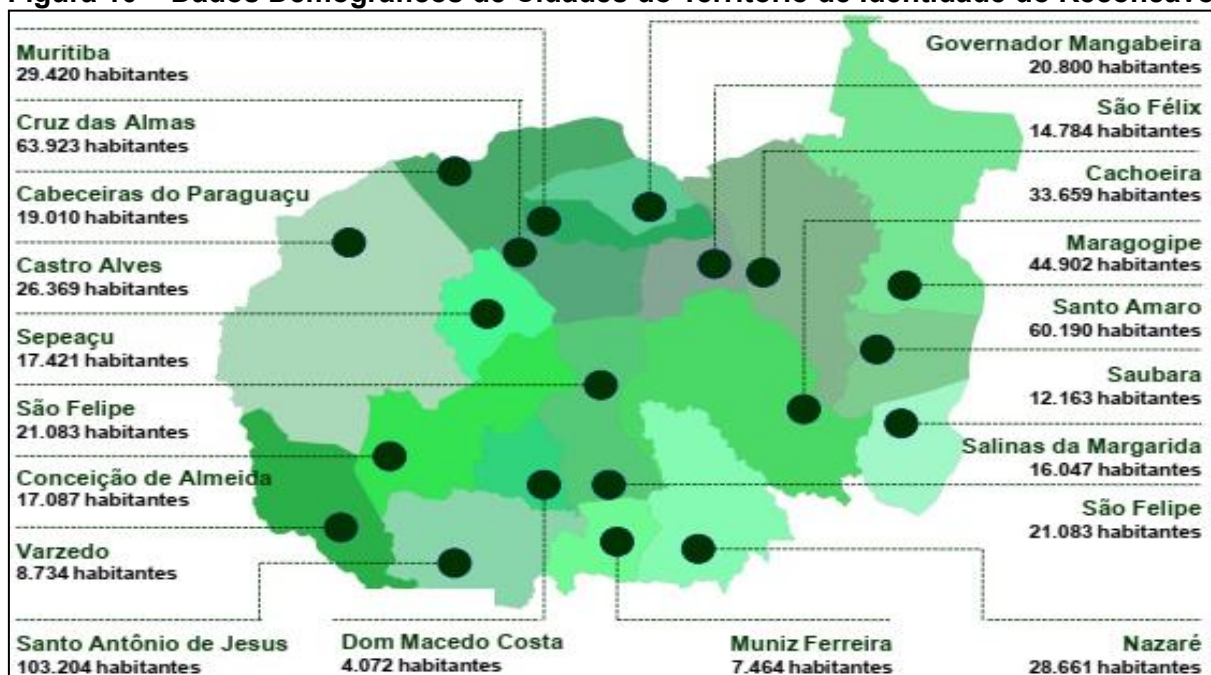 Figura 10 – Dados Demográficos de Cidades do Território de Identidade do Recôncavo
Muritiba
29.420 habitantes
Cruz das Almas
63.923 habitantes
Cabeceiras do Paraguaçu
19.010 habitantes
Castro Alves
26.369 habitantes
Sepeaçu
17.421 habitantes
São Felipe
21.083 habitantes
Conceição de Almeida
17.087 habitantes
Varzedo
8.734 habitantes
Santo Antônio de Jesus
103.204 habitantes
Dom Macedo Costa
4.072 habitantes
Muniz Ferreira
7.464 habitantes
Nazaré
28.661 habitantes
Governador Mangabeira
20.800 habitantes
São Félix
14.784 habitantes
Cachoeira
33.659 habitantes
Maragogipe
44.902 habitantes
Santo Amaro
60.190 habitantes
Saubara
12.163 habitantes
Salinas da Margarida
16.047 habitantes
São Felipe
21.083 habitantes